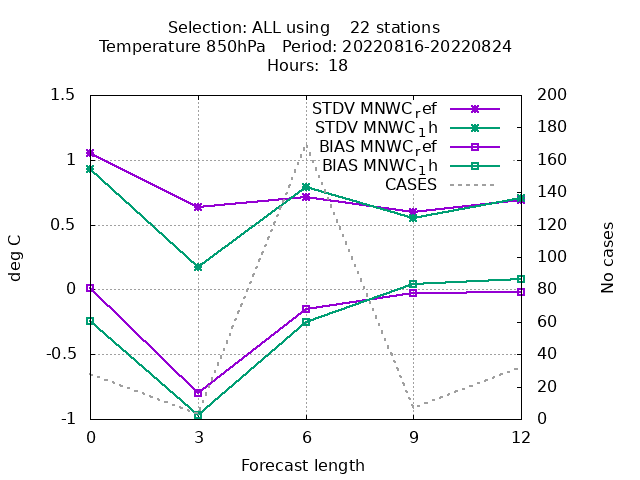 Selection: ALL using    22 stations
Temperature 850hPa   Period: 20220816-20220824
Hours:  18
1.5
1
0.5
0
-0.5
-1
deg C
STDV MNWC_ref
STDV MNWC_1h
BIAS MNWC_ref
BIAS MNWC_1h
CASES
200
180
160
140
120
100
80
60
40
20
0
No cases
0 3 6 9 12
Forecast length